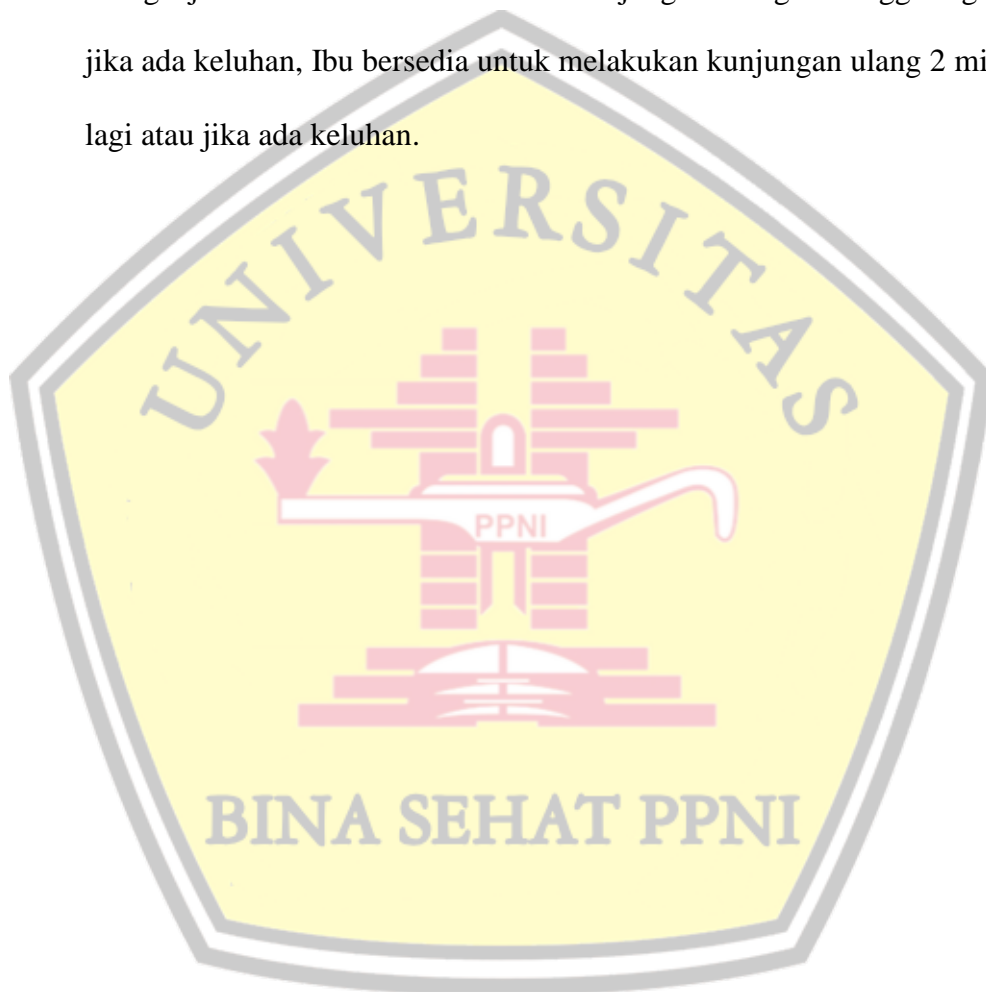 jika ada keluhan, Ibu bersedia untuk melakukan kunjungan ulang 2 mi
lagi atau jika ada keluhan.
UNIVERSITAS
PPNI
BINA SEHAT PPNI